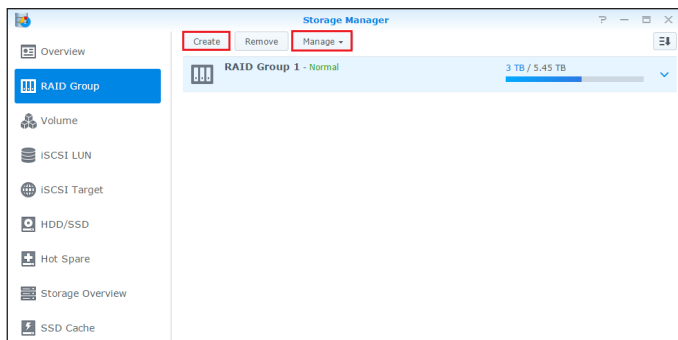 Storage Manager
Create Remove Manage
Overview
RAID Group
Volume
iSCSI LUN
iSCSI Target
HDD/SSD
Hot Spare
Storage Overview
SSD Cache
RAID Group 1 - Normal
3 TB / 5.45 TB